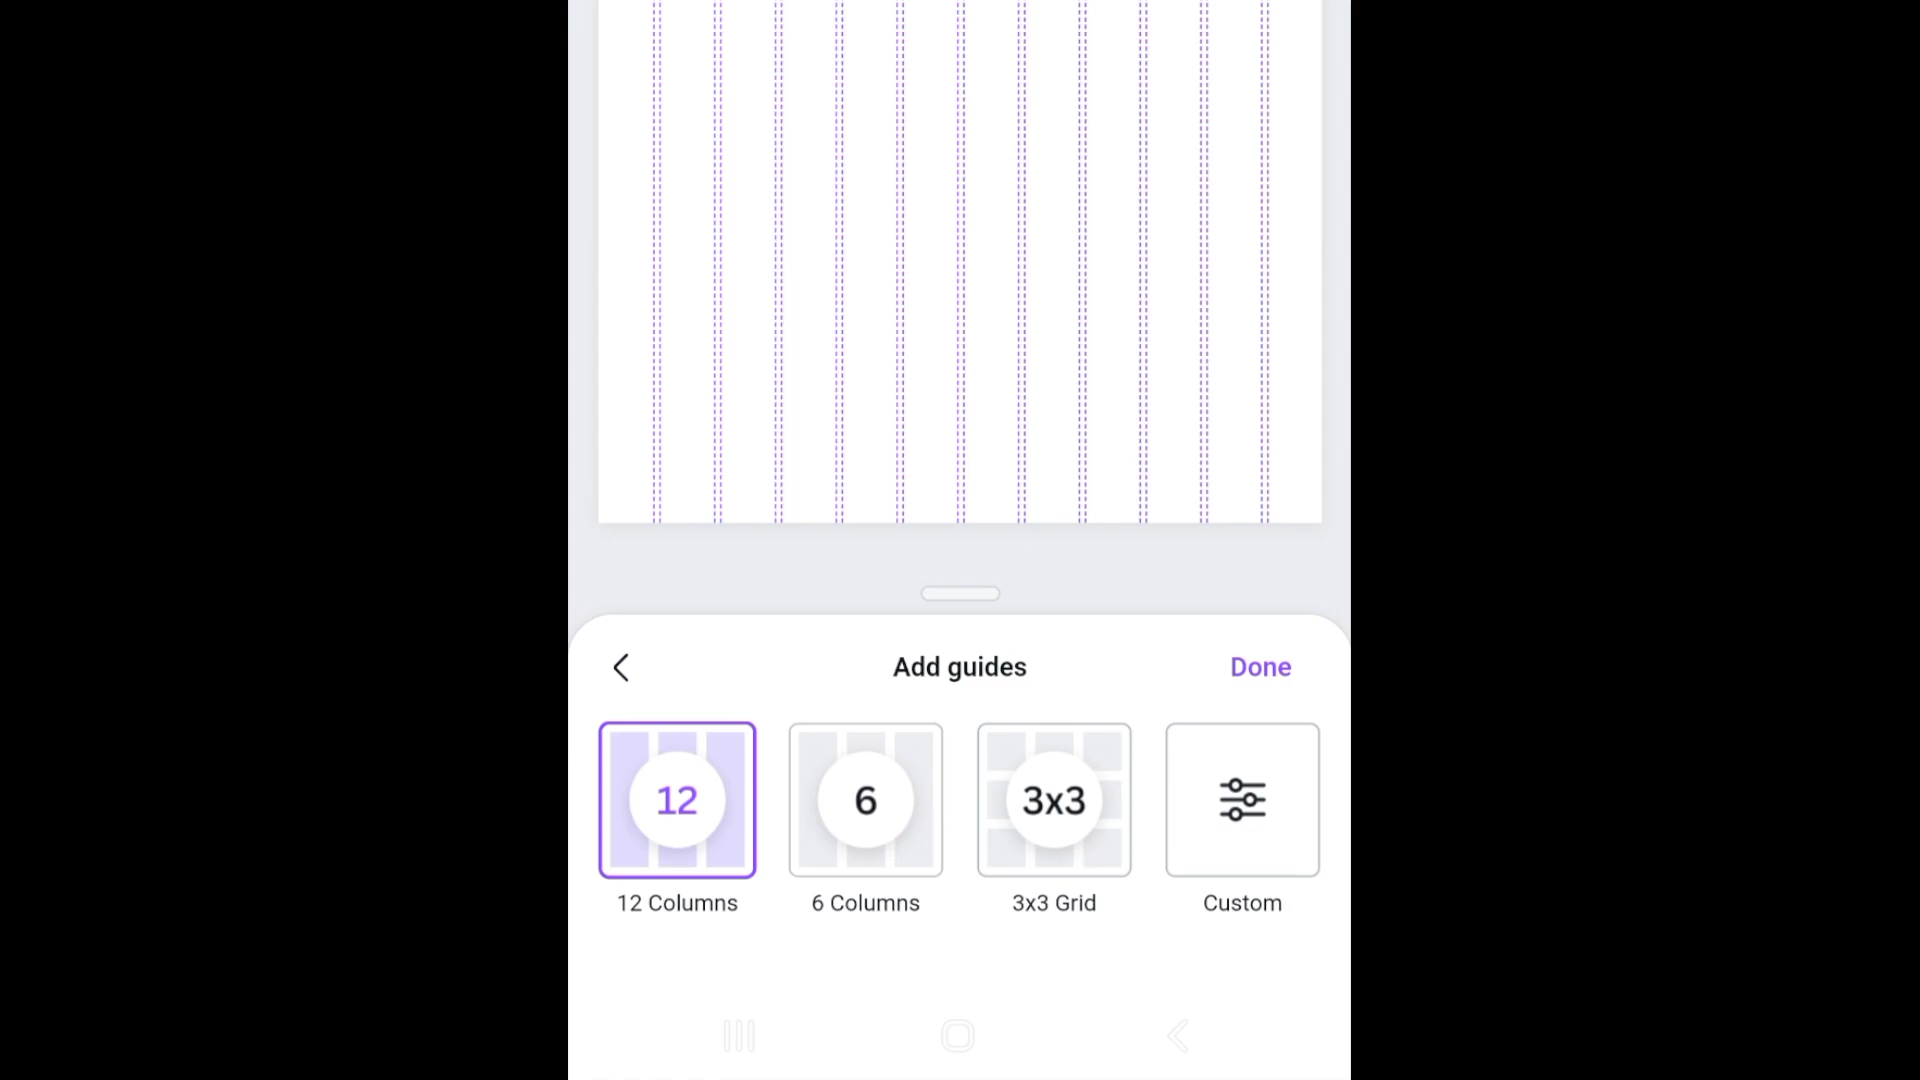 Add guides
Done
12
6
3x3
12 Columns
6 Columns
3x3 Grid
Custom